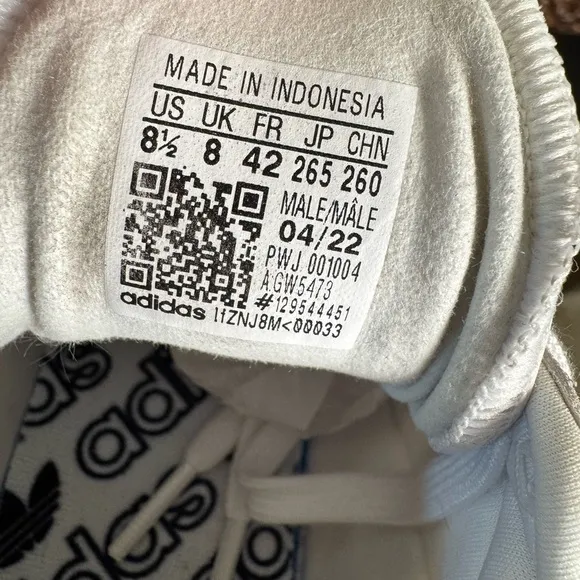 MADE IN INDONESIA
US UK FR JP CHN
8½ 8 42 265 260
MALE/MÂLE
04/22
PWJ 001004
A:GW5473
#129544451
adidas 11ZNJ8M<00033